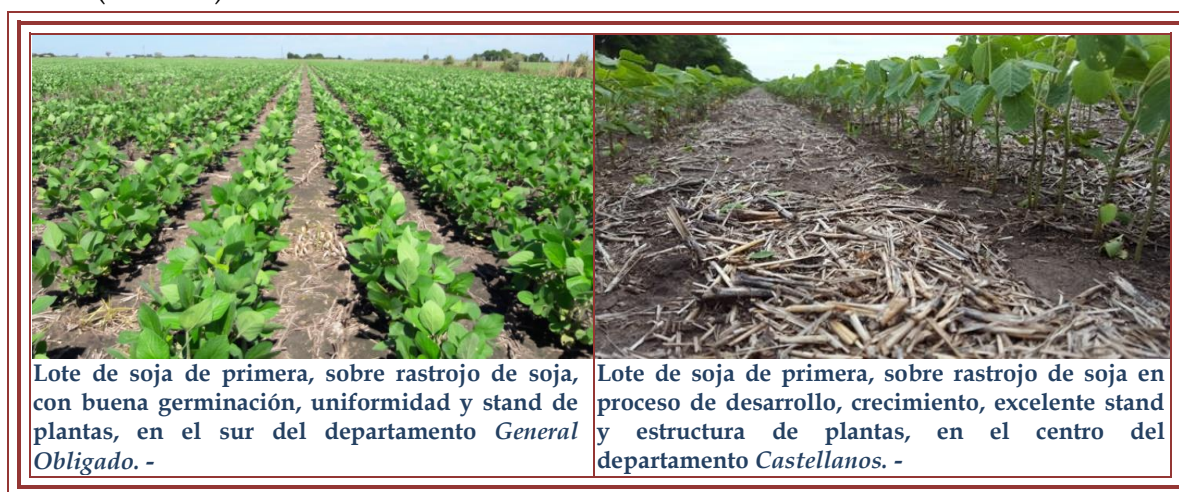 Lote de soja de primera, sobre rastrojo de soja,
con buena germinación, uniformidad y stand de
plantas, en el sur del departamento General
Obligado. -
Lote de soja de primera, sobre rastrojo de soja en
proceso de desarrollo, crecimiento, excelente stand
y estructura de plantas, en el centro del
departamento Castellanos. -